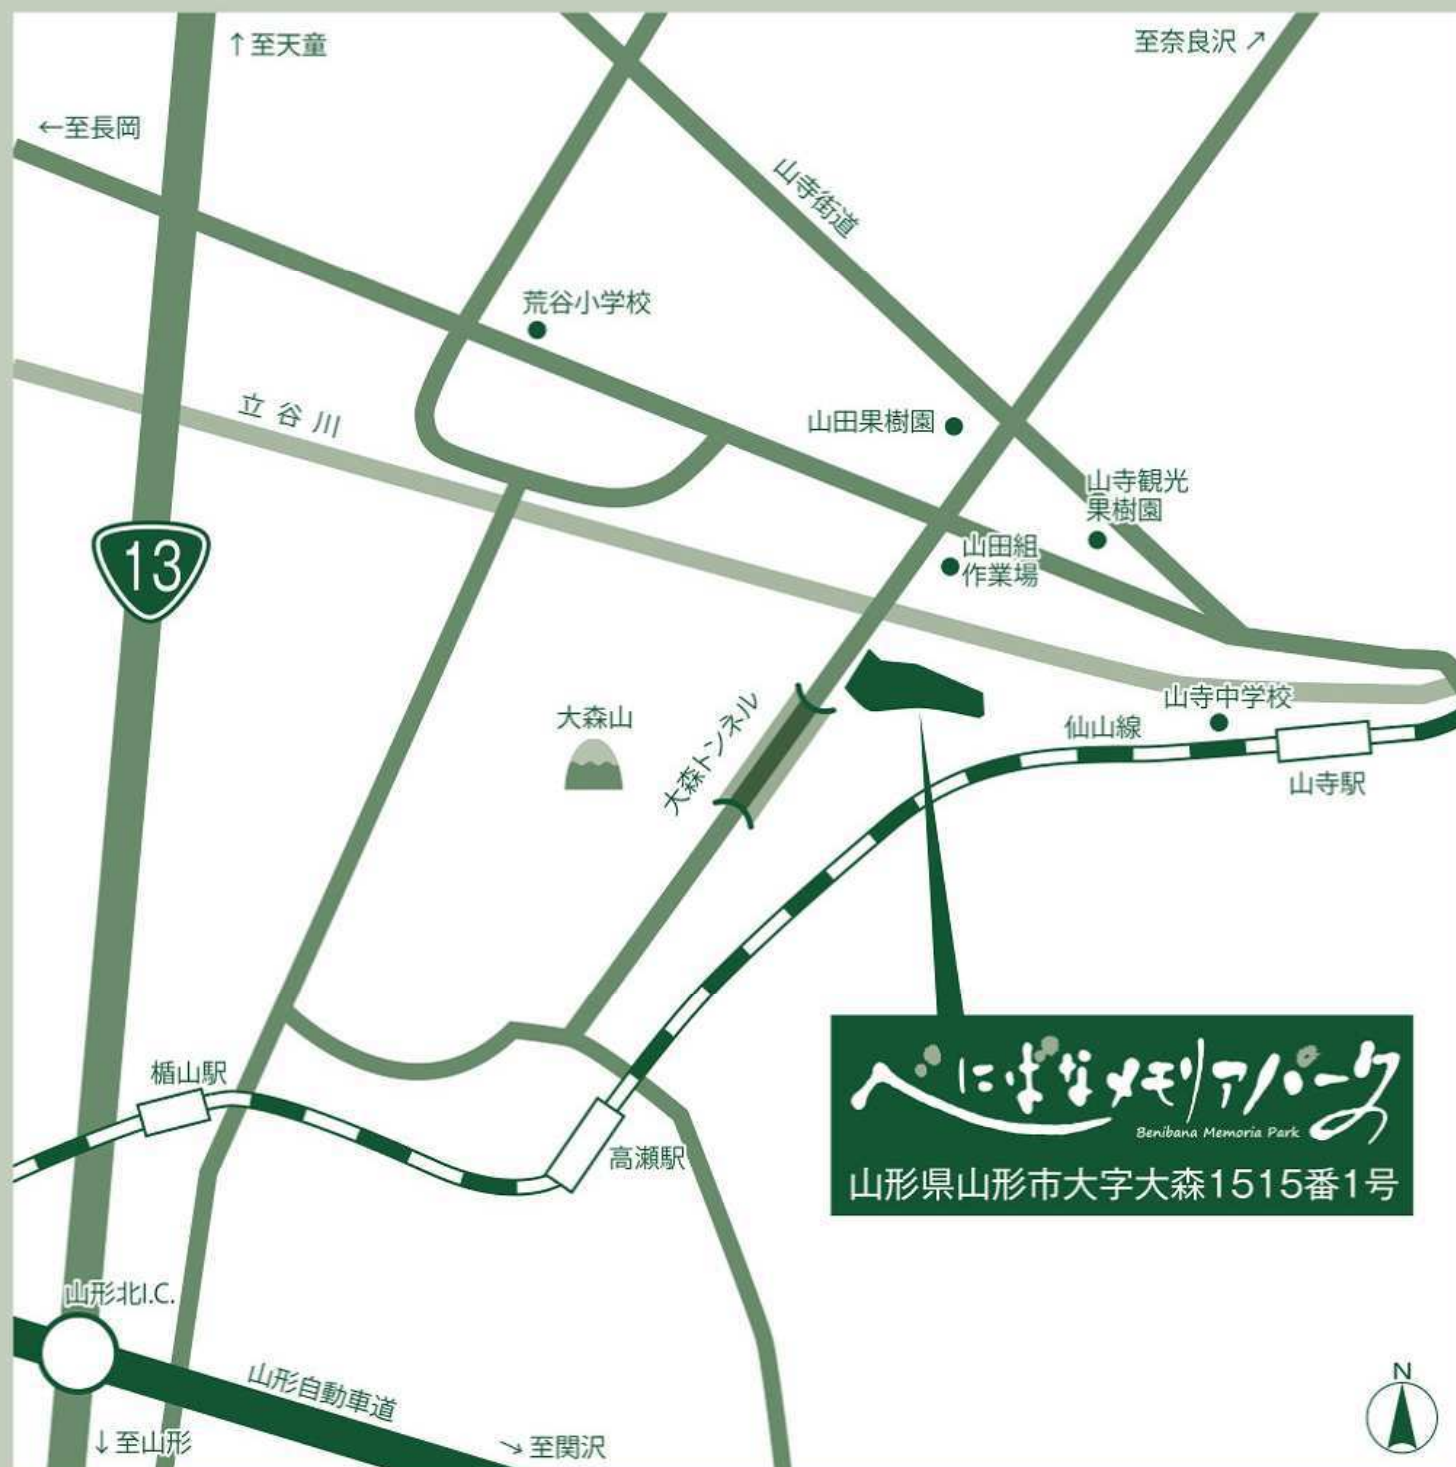 ↑至天童
至奈良沢↗
←至長岡
山寺街道
荒谷小学校
立谷川
山田果樹園
山寺観光
果樹園
13
山田組
作業場
山寺中学校
大森山
大森トンネル
仙山線
山寺駅
べにばなメモリアパーク
Benibana Memoria Park
山形県山形市大字大森1515番1号
楯山駅
高瀬駅
山形北I.C.
山形自動車道
↓至山形
↘至関沢
N